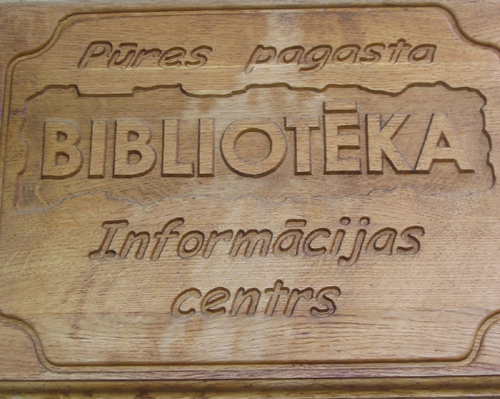 Pūres pagasta
BIBLIOTĒKA
Informācijas
centrs